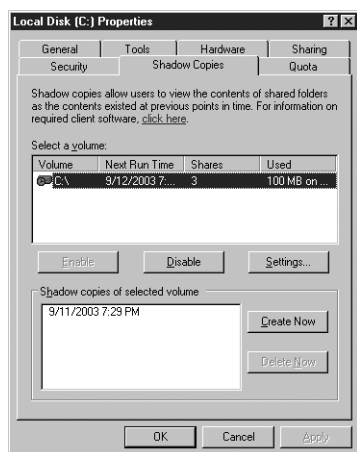 Local Disk (C:) Properties
General Tools Hardware Sharing
Security Shadow Copies Quota
Shadow copies allow users to view the contents of shared folders
as the contents existed at previous points in time. For information on
required client software, click here.
Select a volume:
Volume Next Run Time Shares Used
C:\ 9/12/2003 7:... 3 100 MB on ...
Enable Disable Settings...
Shadow copies of selected volume
9/11/2003 7:29 PM
Create Now
Delete Now
OK Cancel Apply